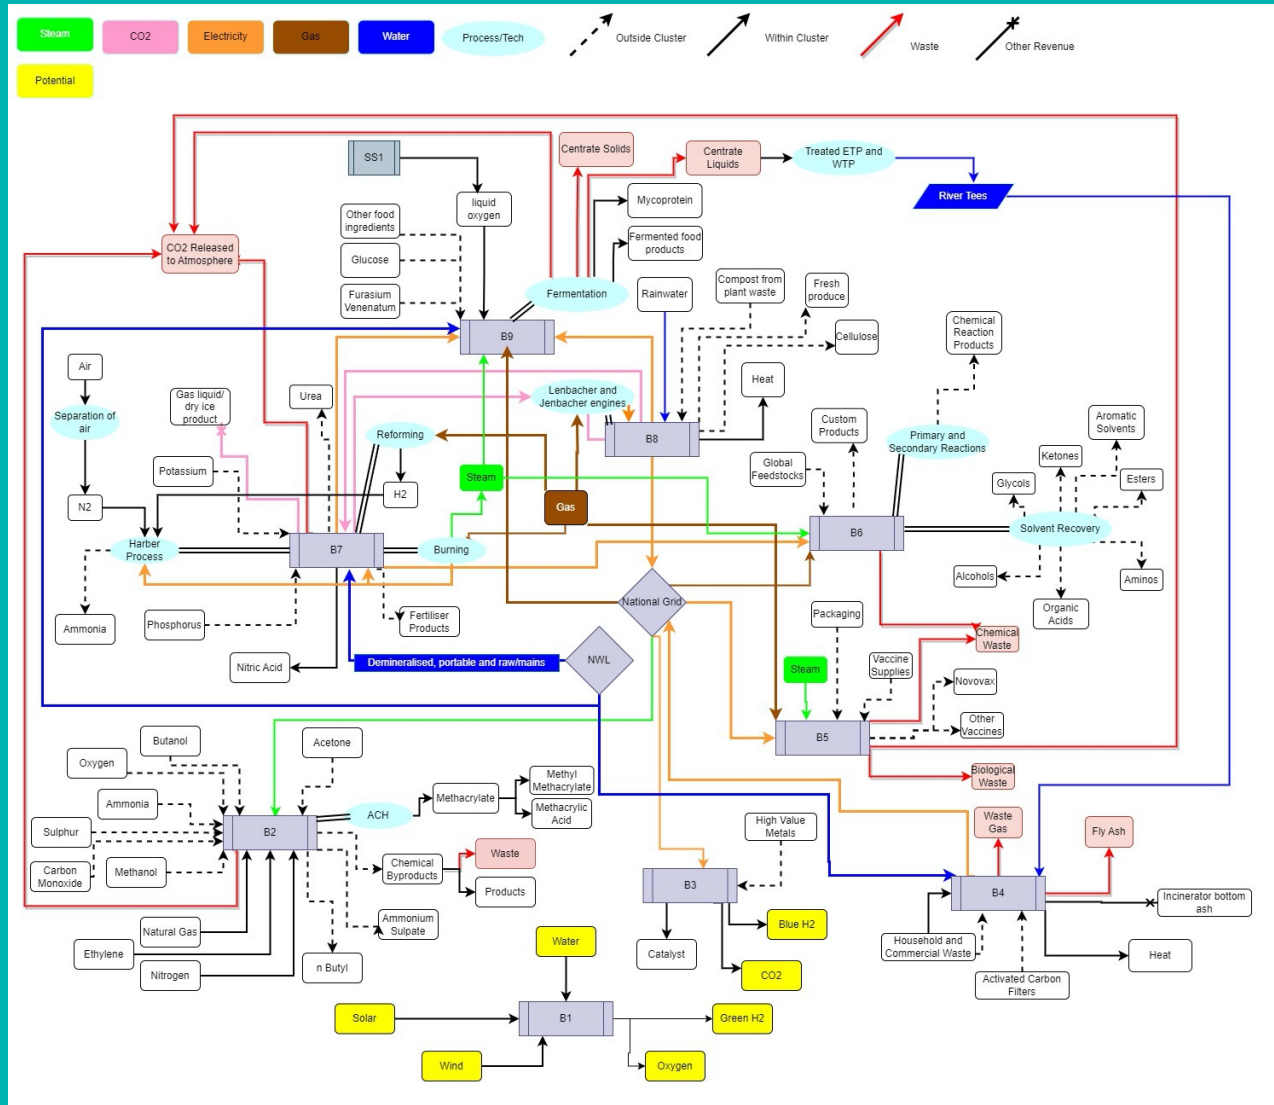 Steam
CO2
Electricity
Gas
Water
Process/Tech
Outside Cluster
Within Cluster
Waste
Other Revenue
Potential
SS1
Centrate Solids
Centrate
Liquids
Treated ETP and
WTP
River Tees
liquid
oxygen
Mycoprotein
Other food
ingredients
Fermented food
products
CO2 Released
to Atmosphere
Glucose
Furasium
Venenatum
Fermentation
Rainwater
Compost from
plant waste
Fresh
produce
Cellulose
Chemical
Reaction
Products
B9
Air
Gas liquid/
dry ice
product
Urea
Lenbacher and
Jenbacher engines
Heat
Separation of
air
Reforming
B8
Custom
Products
Primary and
Secondary Reactions
Aromatic
Solvents
Potassium
Steam
Global
Feedstocks
Ketones
Glycols
Esters
N2
H2
Gas
Harber
Process
B7
Burning
B6
Solvent Recovery
Alcohols
Aminos
Ammonia
Phosphorus
Fertiliser
Products
National Grid
Packaging
Organic
Acids
Chemical
Waste
Nitric Acid
Demineralised, portable and raw/mains
NWL
Steam
Vaccine
Supplies
Novovax
Other
Vaccines
B5
Butanol
Acetone
Oxygen
Biological
Waste
Ammonia
Methacrylate
Methyl
Methacrylate
Methacrylic
Acid
Sulphur
B2
ACH
High Value
Metals
Waste
Gas
Fly Ash
Carbon
Monoxide
Methanol
Chemical
Byproducts
Waste
Products
B3
B4
Incinerator bottom
ash
Natural Gas
Ammonium
Sulpate
Blue H2
Ethylene
Nitrogen
n Butyl
Water
Catalyst
CO2
Household and
Commercial Waste
Activated Carbon
Filters
Heat
Solar
B1
Green H2
Wind
Oxygen